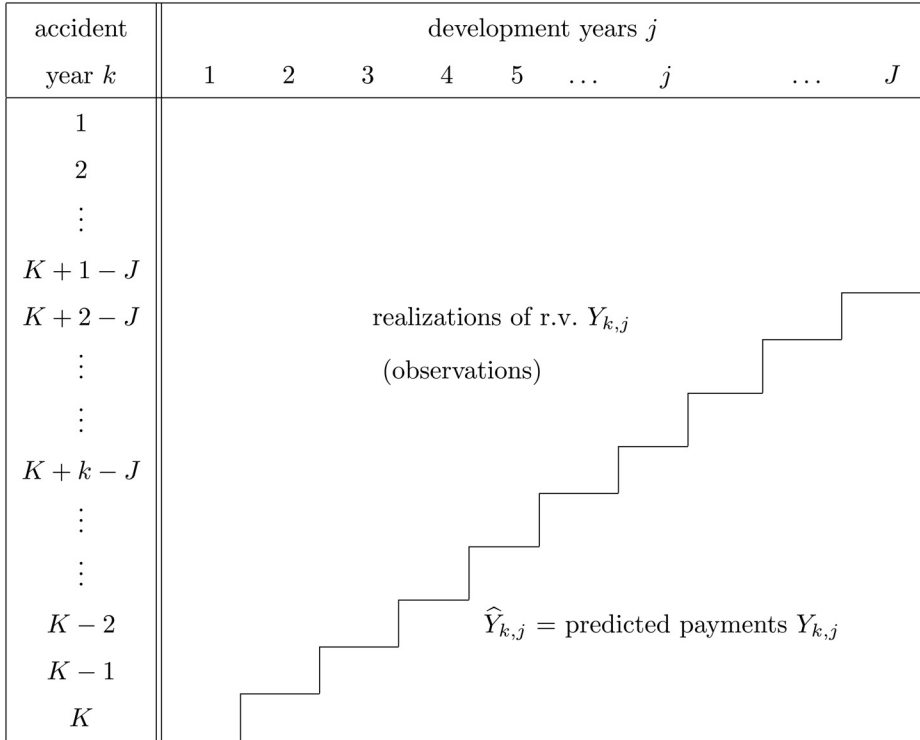 accident development years j
year k 1 2 3 4 5 … j … J
1
2
⋮
K + 1 − J
K + 2 − J realizations of r.v. Y_{k,j}
⋮ (observations)
⋮
K + k − J
⋮
⋮
K − 2 Ŷ_{k,j} = predicted payments Y_{k,j}
K − 1
K